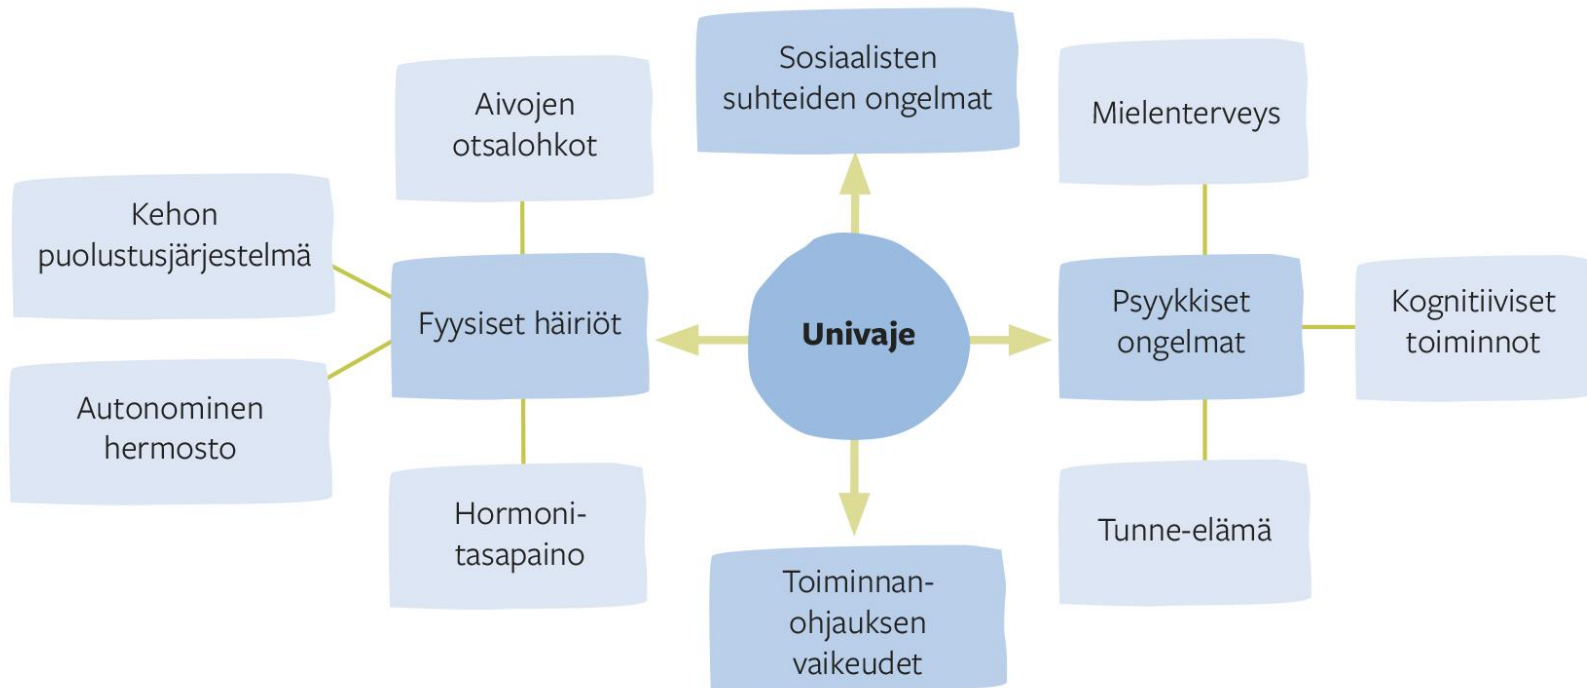 Sosiaalisten
suhteiden ongelmat
Aivojen
otsalohkot
Mielenterveys
Kehon
puolustusjärjestelmä
Fyysiset häiriöt
Univaje
Psyykkiset
ongelmat
Kognitiiviset
toiminnot
Autonominen
hermosto
Hormoni-
tasapaino
Tunne-elämä
Toiminnan-
ohjauksen
vaikeudet